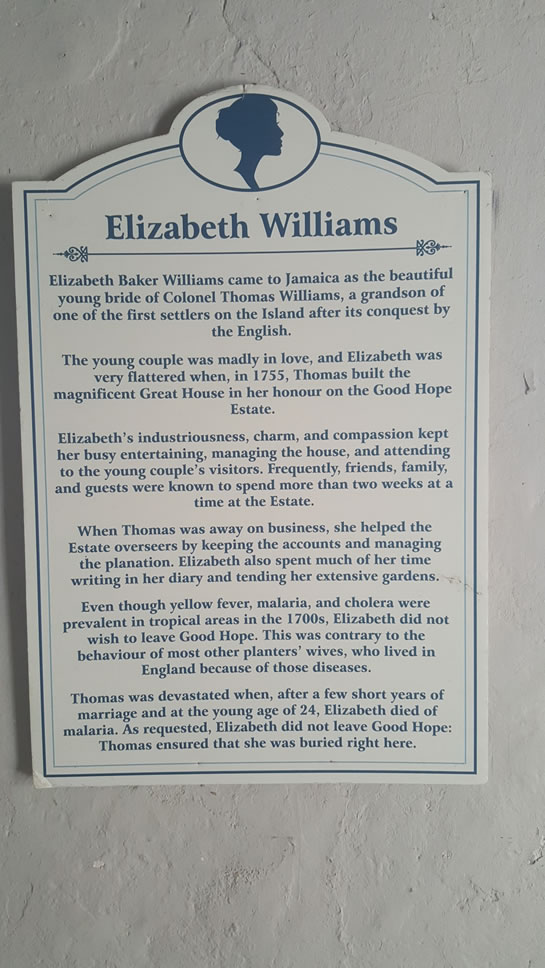 Elizabeth Williams
Elizabeth Baker Williams came to Jamaica as the beautiful
young bride of Colonel Thomas Williams, a grandson of
one of the first settlers on the Island after its conquest by
the English.
The young couple was madly in love, and Elizabeth was
very flattered when, in 1755, Thomas built the
magnificent Great House in her honour on the Good Hope
Estate.
Elizabeth's industriousness, charm, and compassion kept
her busy entertaining, managing the house, and attending
to the young couple's visitors. Frequently, friends, family,
and guests were known to spend more than two weeks at a
time at the Estate.
When Thomas was away on business, she helped the
Estate overseers by keeping the accounts and managing
the planation. Elizabeth also spent much of her time
writing in her diary and tending her extensive gardens.
Even though yellow fever, malaria, and cholera were
prevalent in tropical areas in the 1700s, Elizabeth did not
wish to leave Good Hope. This was contrary to the
behaviour of most other planters' wives, who lived in
England because of those diseases.
Thomas was devastated when, after a few short years of
marriage and at the young age of 24, Elizabeth died of
malaria. As requested, Elizabeth did not leave Good Hope:
Thomas ensured that she was buried right here.